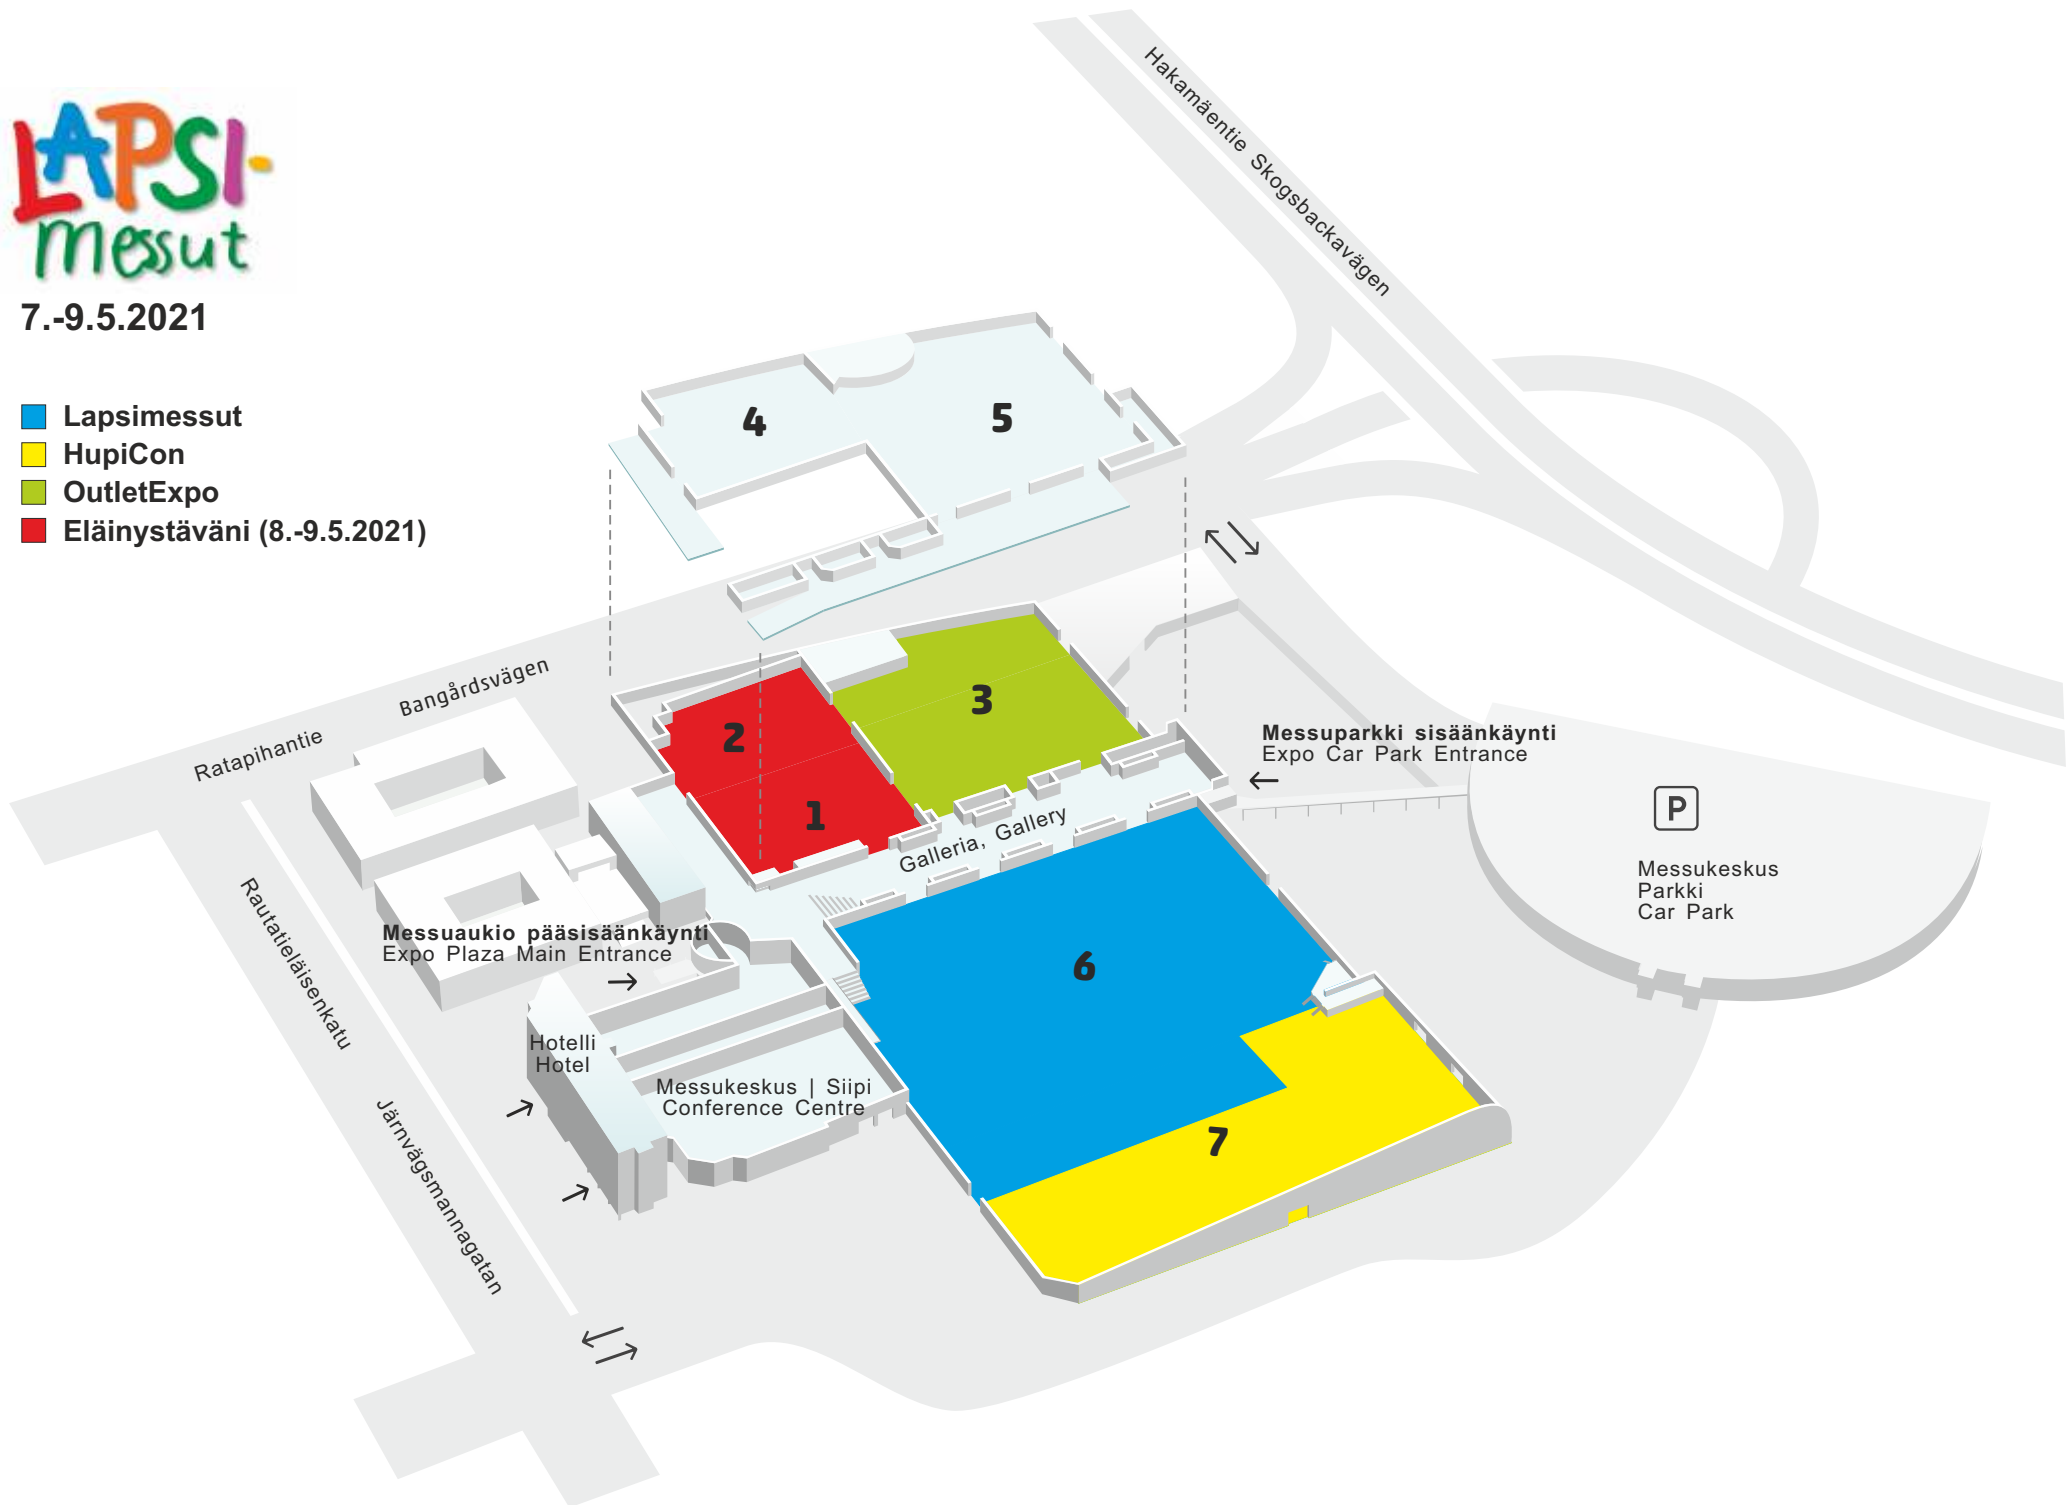 LAPSI-
messut
7.-9.5.2021
Lapsimessut
HupiCon
OutletExpo
Eläinystäväni (8.-9.5.2021)
Hakamäentie Skogsbackavägen
4
5
Bangårdsvägen
Ratapihantie
2
3
1
Galleria, Gallery
Messuparkki sisäänkäynti
Expo Car Park Entrance
P
Messukeskus
Parkki
Car Park
Rautatieläisenkatu
Järnvägsmannagatan
Messuaukio pääsisäänkäynti
Expo Plaza Main Entrance
6
Hotelli
Hotel
Messukeskus | Siipi
Conference Centre
7